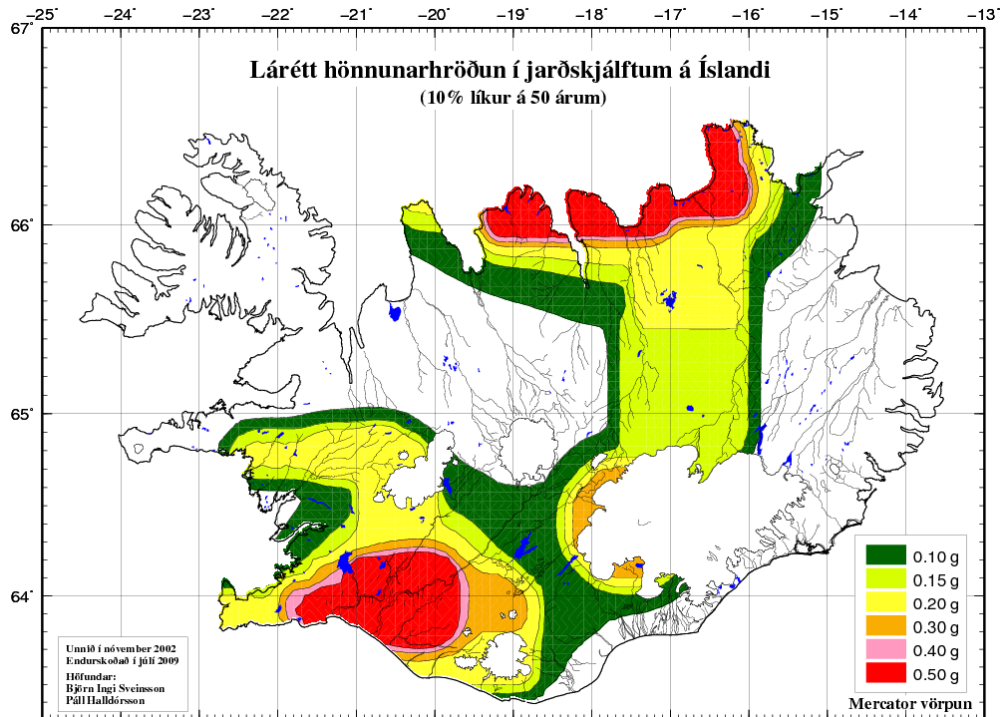 −25˚ −24˚ −23˚ −22˚ −21˚ −20˚ −19˚ −18˚ −17˚ −16˚ −15˚ −14˚ −13˚
67˚
Lárétt hönnunarhröðun í jarðskjálftum á Íslandi
(10% líkur á 50 árum)
66˚
65˚
64˚
0.10 g
0.15 g
0.20 g
0.30 g
0.40 g
0.50 g
Unnið í nóvember 2002
Endurskoðað í júlí 2009
Höfundar:
Björn Ingi Sveinsson
Páll Halldórsson
Mercator vörpun